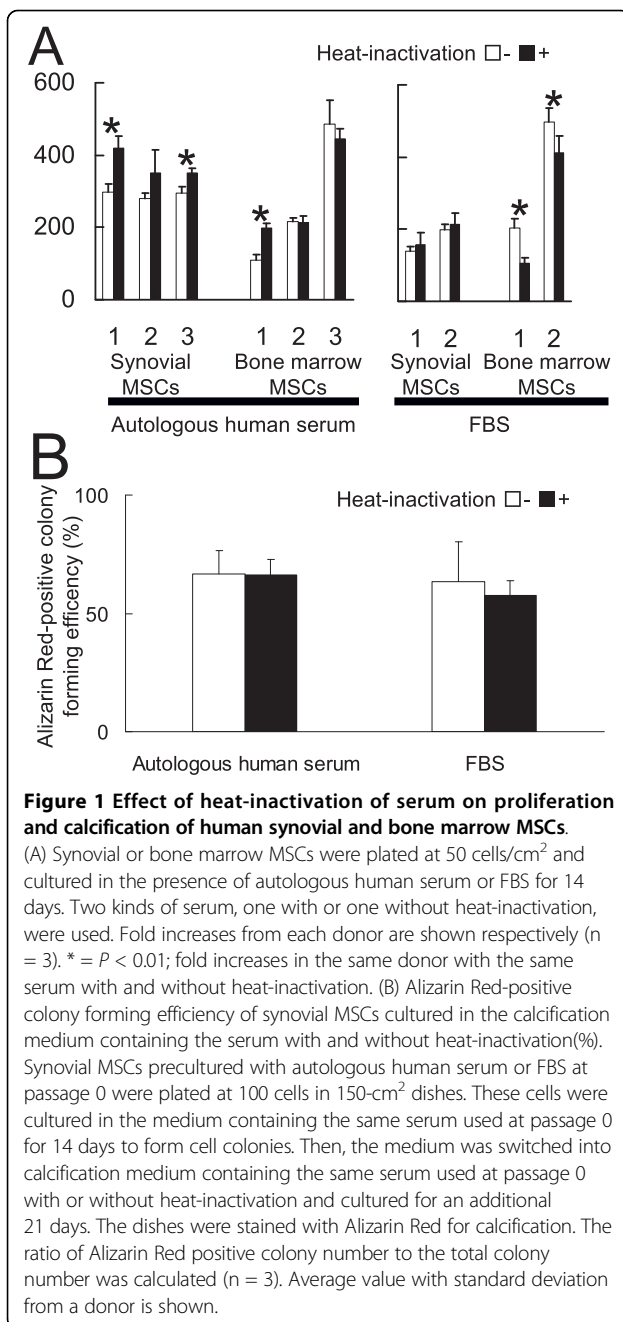 A
Heat-inactivation □- ■+
600
400
200
0
* * * * *
1 2 3 1 2 3 1 2 1 2
Synovial MSCs Bone marrow MSCs Synovial MSCs Bone marrow MSCs
Autologous human serum FBS
B
Alizarin Red-positive colony
forming efficency (%)
100
50
0
Heat-inactivation □- ■+
Autologous human serum FBS
Figure 1 Effect of heat-inactivation of serum on proliferation
and calcification of human synovial and bone marrow MSCs.
(A) Synovial or bone marrow MSCs were plated at 50 cells/cm² and
cultured in the presence of autologous human serum or FBS for 14
days. Two kinds of serum, one with or one without heat-inactivation,
were used. Fold increases from each donor are shown respectively (n
= 3). * = P < 0.01; fold increases in the same donor with the same
serum with and without heat-inactivation. (B) Alizarin Red-positive
colony forming efficiency of synovial MSCs cultured in the calcification
medium containing the serum with and without heat-inactivation(%).
Synovial MSCs precultured with autologous human serum or FBS at
passage 0 were plated at 100 cells in 150-cm² dishes. These cells were
cultured in the medium containing the same serum used at passage 0
for 14 days to form cell colonies. Then, the medium was switched into
calcification medium containing the same serum used at passage 0
with or without heat-inactivation and cultured for an additional
21 days. The dishes were stained with Alizarin Red for calcification. The
ratio of Alizarin Red positive colony number to the total colony
number was calculated (n = 3). Average value with standard deviation
from a donor is shown.